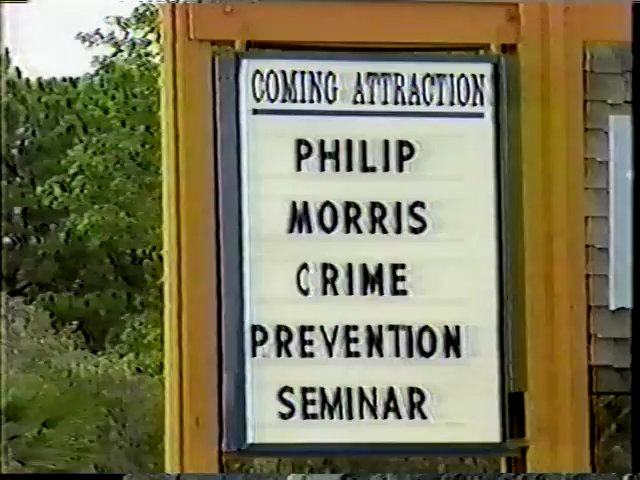 COMING ATTRACTION
PHILIP
MORRIS
CRIME
PREVENTION
SEMINAR